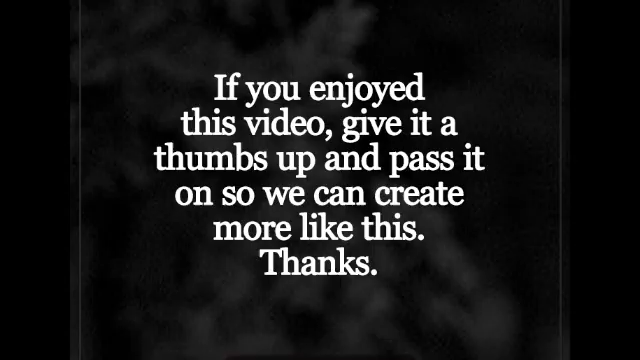 If you enjoyed
this video, give it a
thumbs up and pass it
on so we can create
more like this.
Thanks.